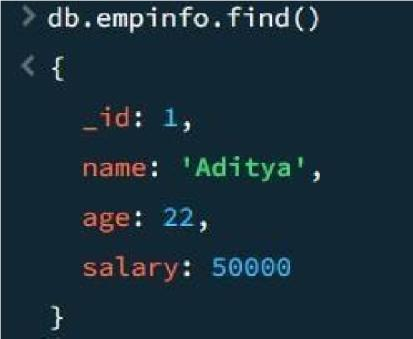 > db.empinfo.find()
< {
_id: 1,
name: 'Aditya',
age: 22,
salary: 50000
}